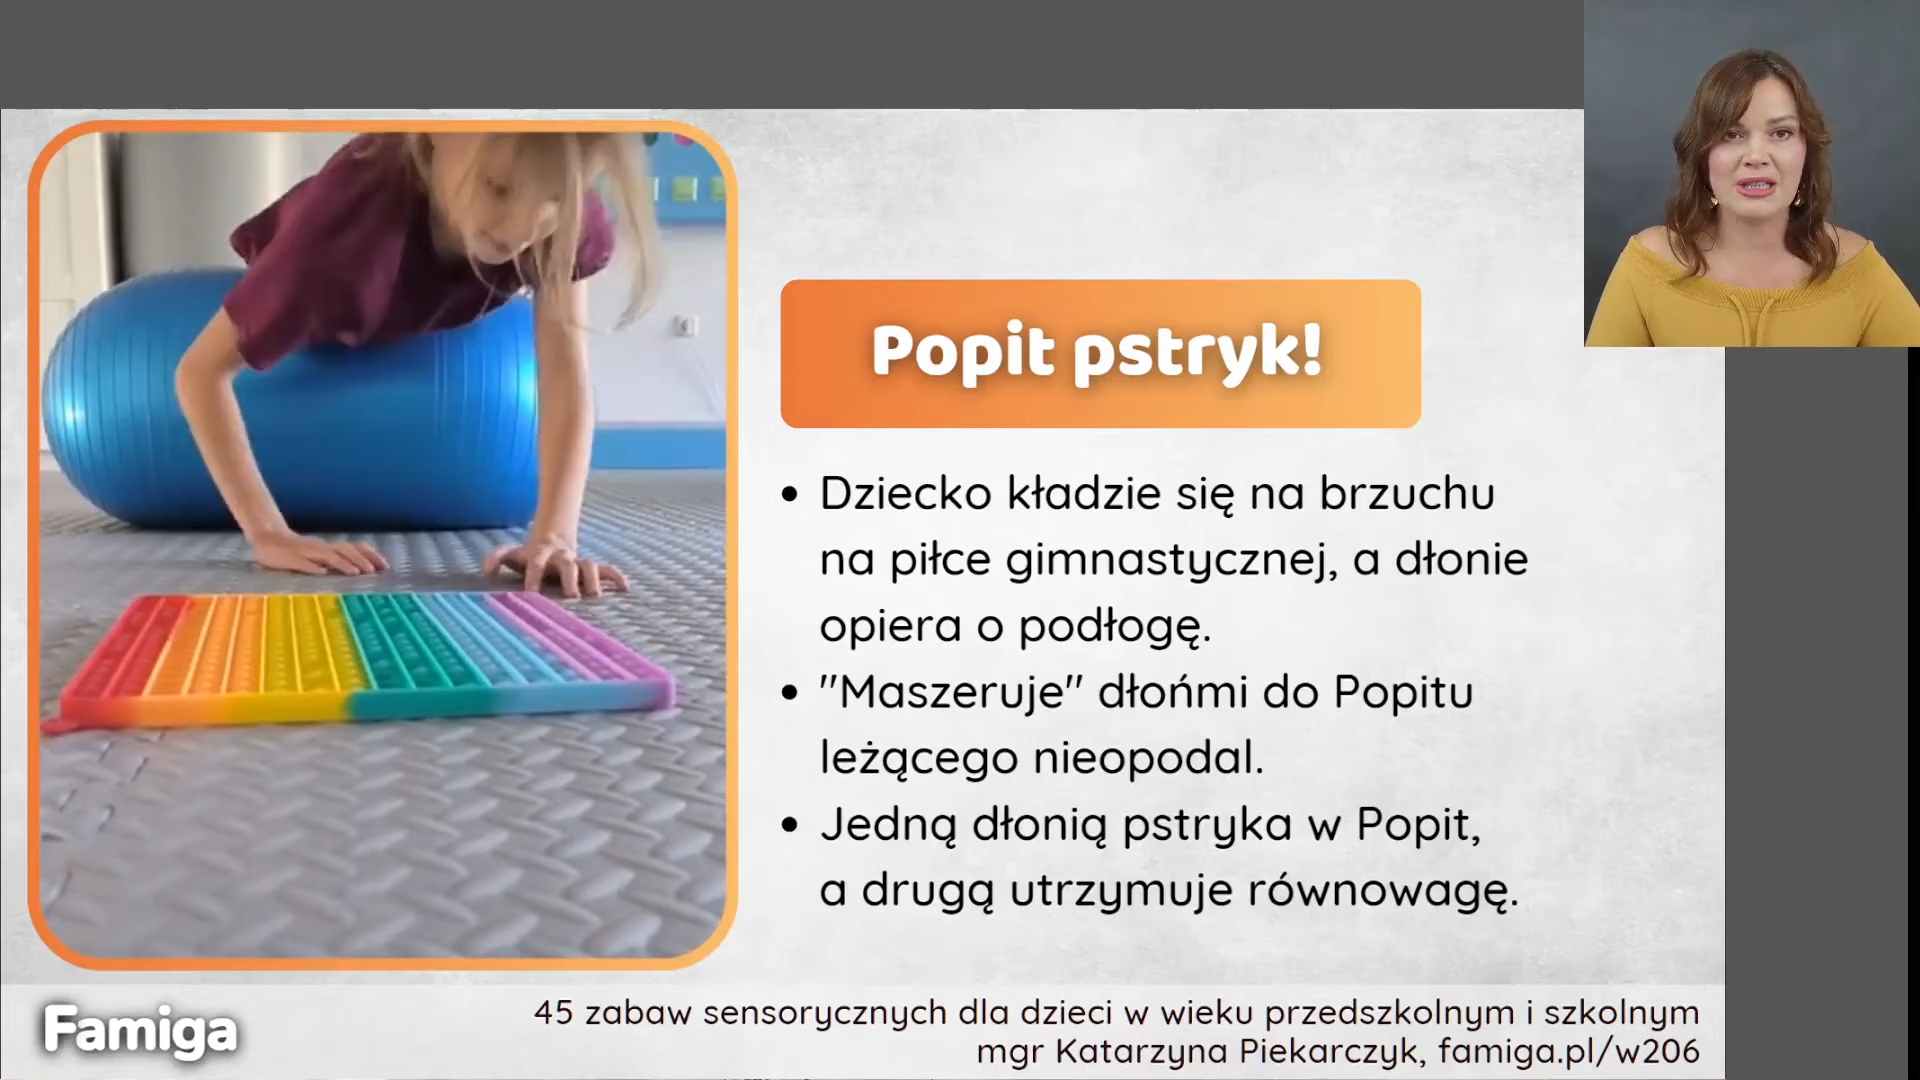 Popit pstryk!
• Dziecko kładzie się na brzuchu
na piłce gimnastycznej, a dłonie
opiera o podłogę.
• "Maszeruje" dłońmi do Popitu
leżącego nieopodal.
• Jedną dłonią pstryka w Popit,
a drugą utrzymuje równowagę.
Famiga
45 zabaw sensorycznych dla dzieci w wieku przedszkolnym i szkolnym
mgr Katarzyna Piekarczyk, famiga.pl/w206